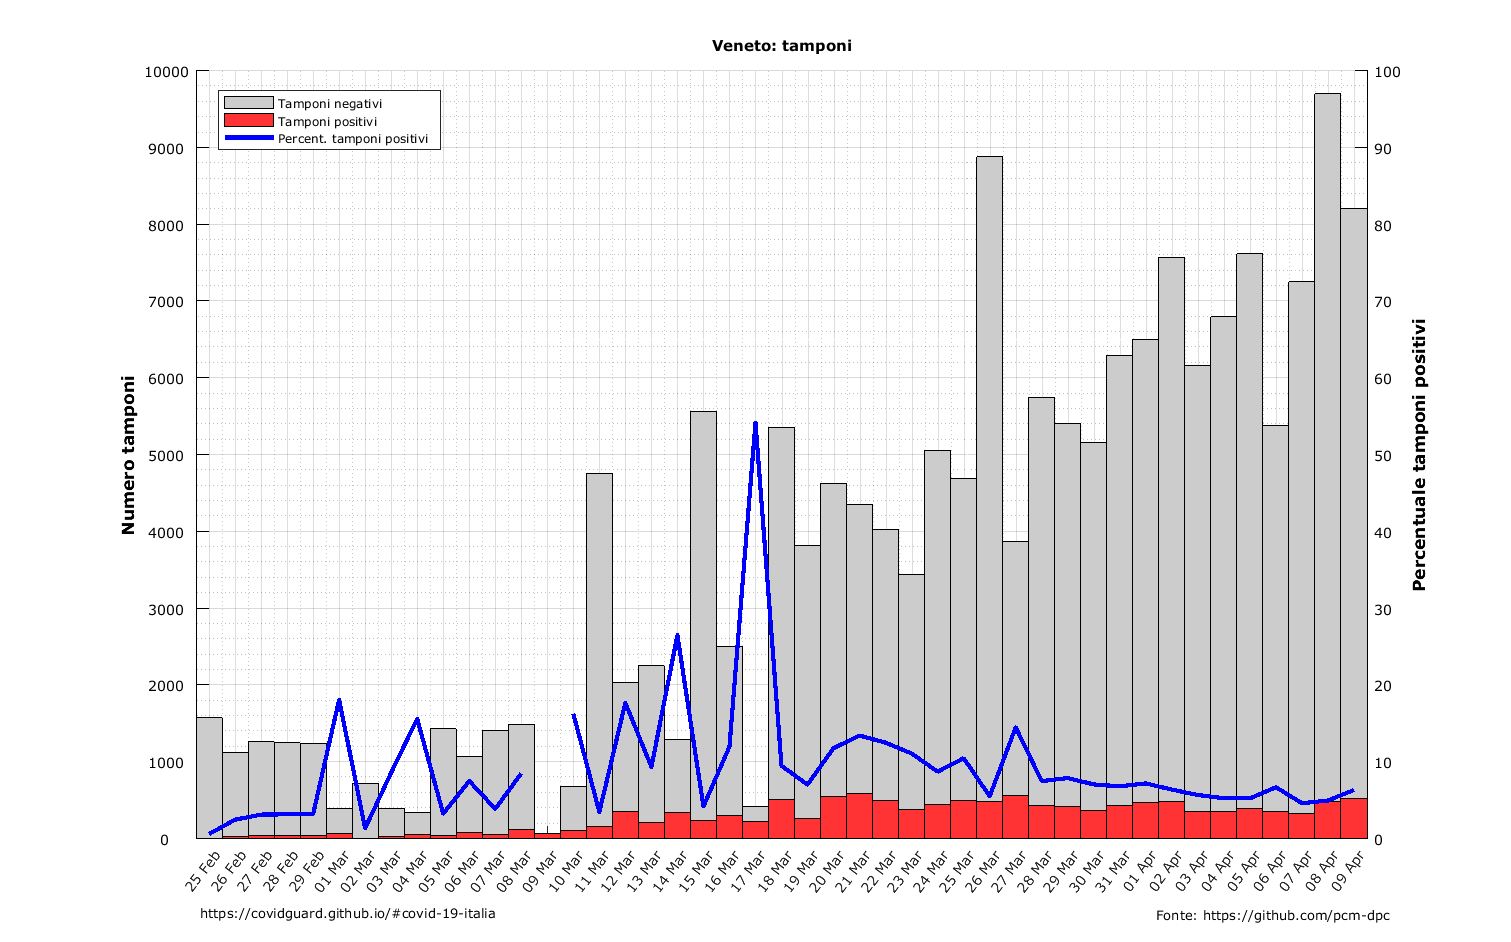 Veneto: tamponi
Tamponi negativi
Tamponi positivi
Percent. tamponi positivi
Numero tamponi
10000
9000
8000
7000
6000
5000
4000
3000
2000
1000
0
Percentuale tamponi positivi
100
90
80
70
60
50
40
30
20
10
0
25 Feb
26 Feb
27 Feb
28 Feb
29 Feb
01 Mar
02 Mar
03 Mar
04 Mar
05 Mar
06 Mar
07 Mar
08 Mar
09 Mar
10 Mar
11 Mar
12 Mar
13 Mar
14 Mar
15 Mar
16 Mar
17 Mar
18 Mar
19 Mar
20 Mar
21 Mar
22 Mar
23 Mar
24 Mar
25 Mar
26 Mar
27 Mar
28 Mar
29 Mar
30 Mar
31 Mar
01 Apr
02 Apr
03 Apr
04 Apr
05 Apr
06 Apr
07 Apr
08 Apr
09 Apr
https://covidguard.github.io/#covid-19-italia
Fonte: https://github.com/pcm-dpc